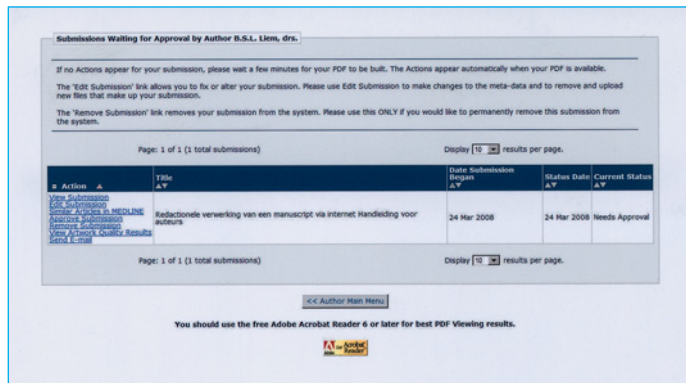 Submissions Waiting for Approval by Author B.S.L. Liem, drs.
If no Actions appear for your submission, please wait a few minutes for your PDF to be built. The Actions appear automatically when your PDF is available.
The 'Edit Submission' link allows you to fix or alter your submission. Please use Edit Submission to make changes to the meta-data and to remove and upload
new files that make up your submission.
The 'Remove Submission' link removes your submission from the system. Please use this ONLY if you would like to permanently remove this submission from
the system.
Page: 1 of 1 (1 total submissions) Display 10 results per page.
Action Title Date Submission Began Status Date Current Status
View Submission
Edit Submission
Similar Articles in MEDLINE
Approve Submission
Remove Submission
View Artwork Quality Results
Send E-mail
Redactionele verwerking van een manuscript via internet Handleiding voor
auteurs
24 Mar 2008 24 Mar 2008 Needs Approval
Page: 1 of 1 (1 total submissions) Display 10 results per page.
<< Author Main Menu
You should use the free Adobe Acrobat Reader 6 or later for best PDF Viewing results.
Adobe Get Acrobat Reader